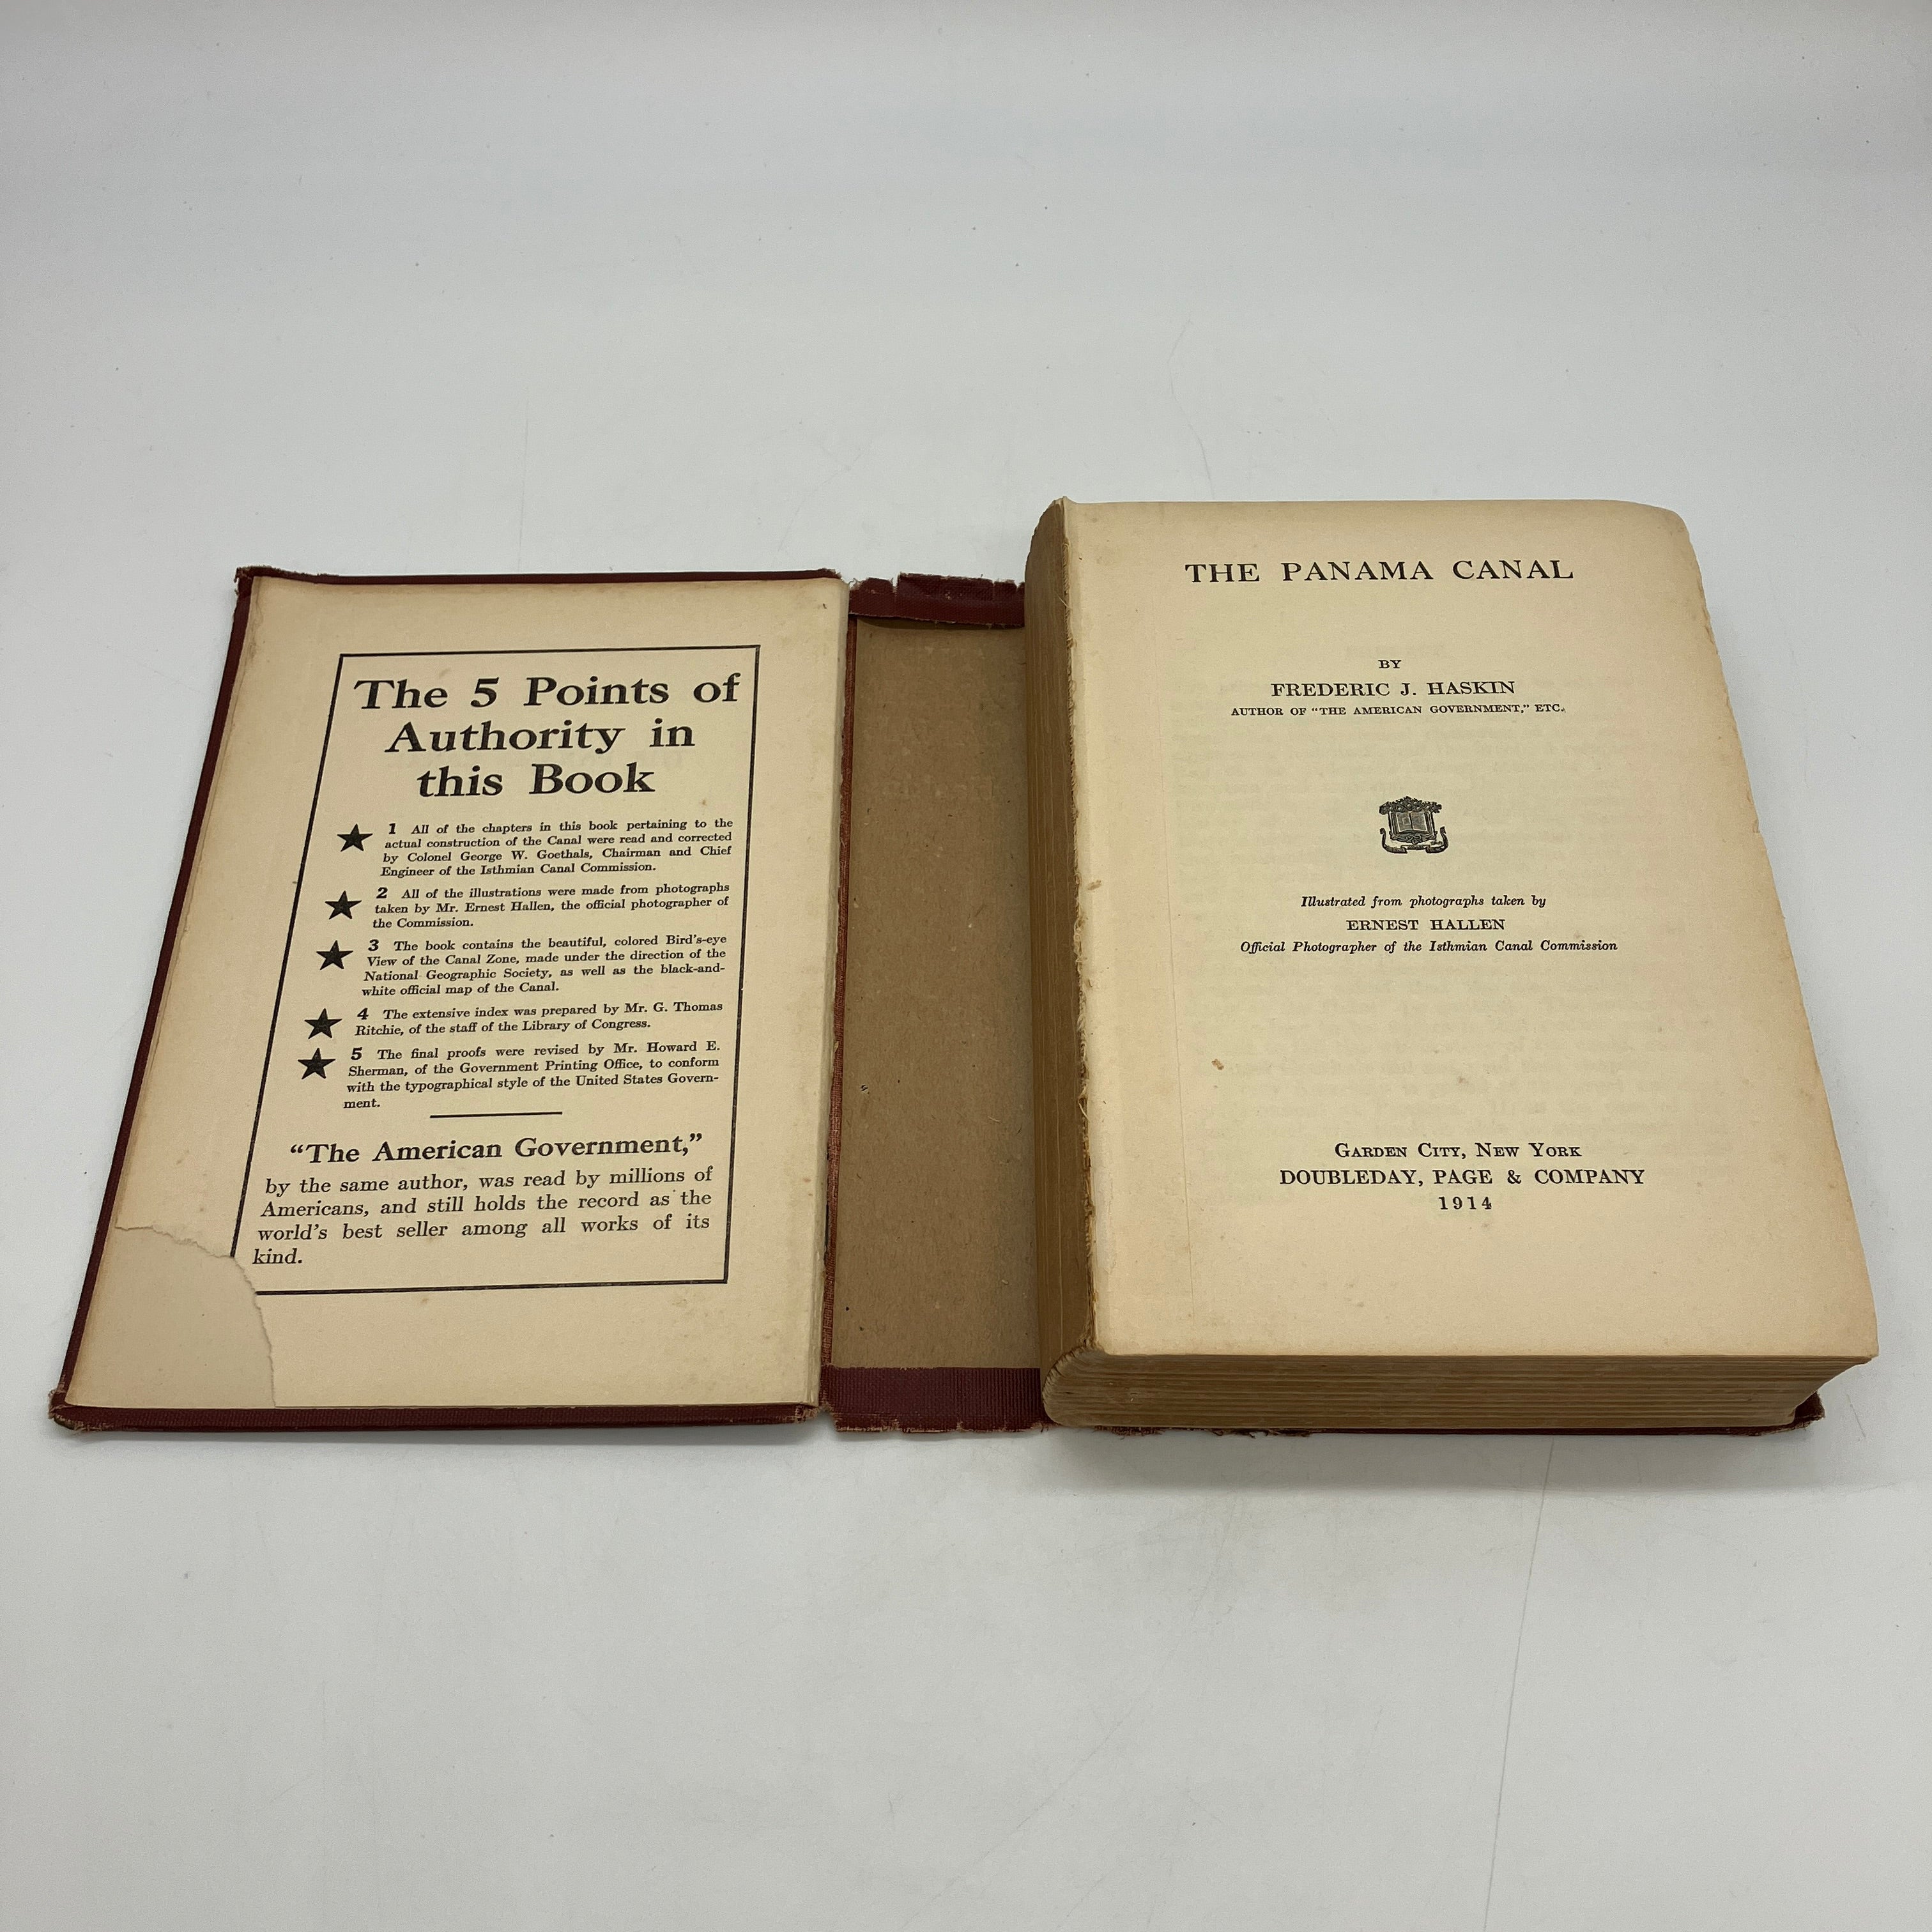 The 5 Points of
Authority in
this Book
1 All of the chapters in this book pertaining to the
actual construction of the Canal were read and corrected
by Colonel George W. Goethals, Chairman and Chief
Engineer of the Isthmian Canal Commission.
2 All of the illustrations were made from photographs
taken by Mr. Ernest Hallen, the official photographer of
the Commission.
3 The book contains the beautiful, colored Bird's-eye
View of the Canal Zone, made under the direction of the
National Geographic Society, as well as the black-and-
white official map of the Canal.
4 The extensive index was prepared by Mr. G. Thomas
Ritchie, of the staff of the Library of Congress.
5 The final proofs were revised by Mr. Howard E.
Sherman, of the Government Printing Office, to conform
with the typographical style of the United States Govern-
ment.
“The American Government,”
by the same author, was read by millions of
Americans, and still holds the record as the
world's best seller among all works of its
kind.
THE PANAMA CANAL
BY
FREDERIC J. HASKIN
AUTHOR OF “THE AMERICAN GOVERNMENT,” ETC.
Illustrated from photographs taken by
ERNEST HALLEN
Official Photographer of the Isthmian Canal Commission
GARDEN CITY, NEW YORK
DOUBLEDAY, PAGE & COMPANY
1914